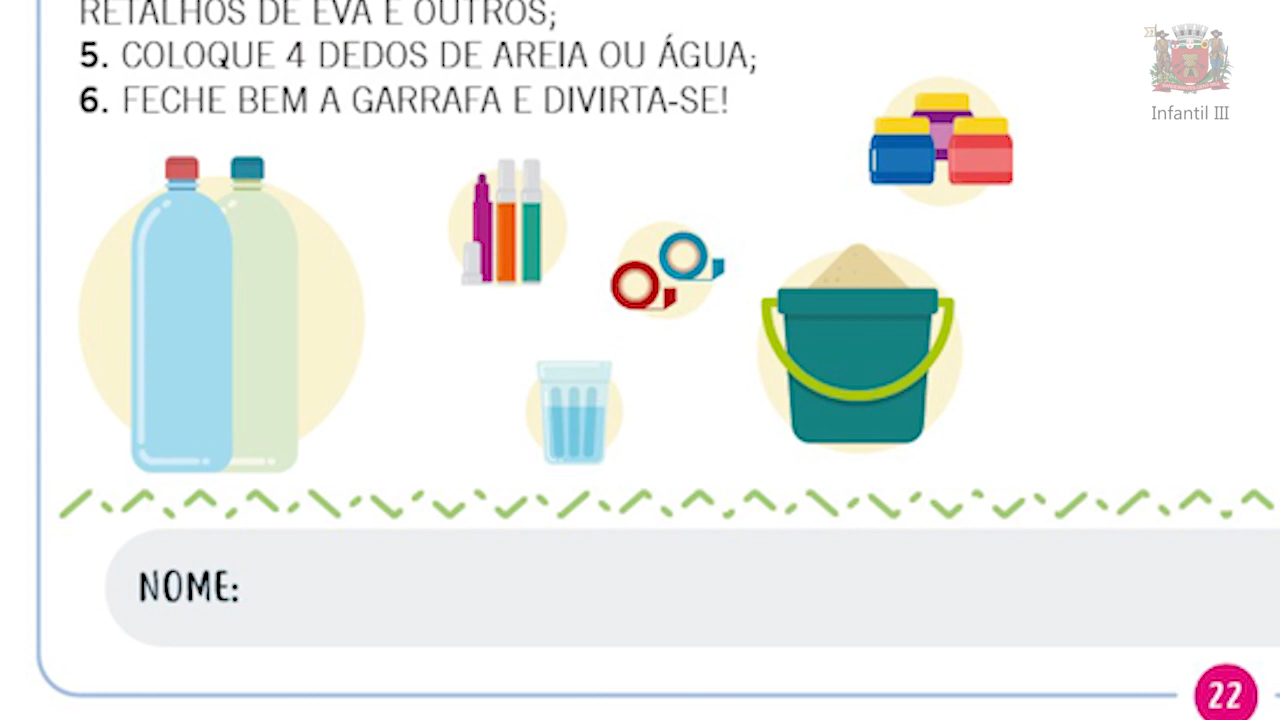 RETALHOS DE EVA E OUTROS;
5. COLOQUE 4 DEDOS DE AREIA OU ÁGUA;
6. FECHE BEM A GARRAFA E DIVIRTA-SE!
Infantil III
NOME:
22